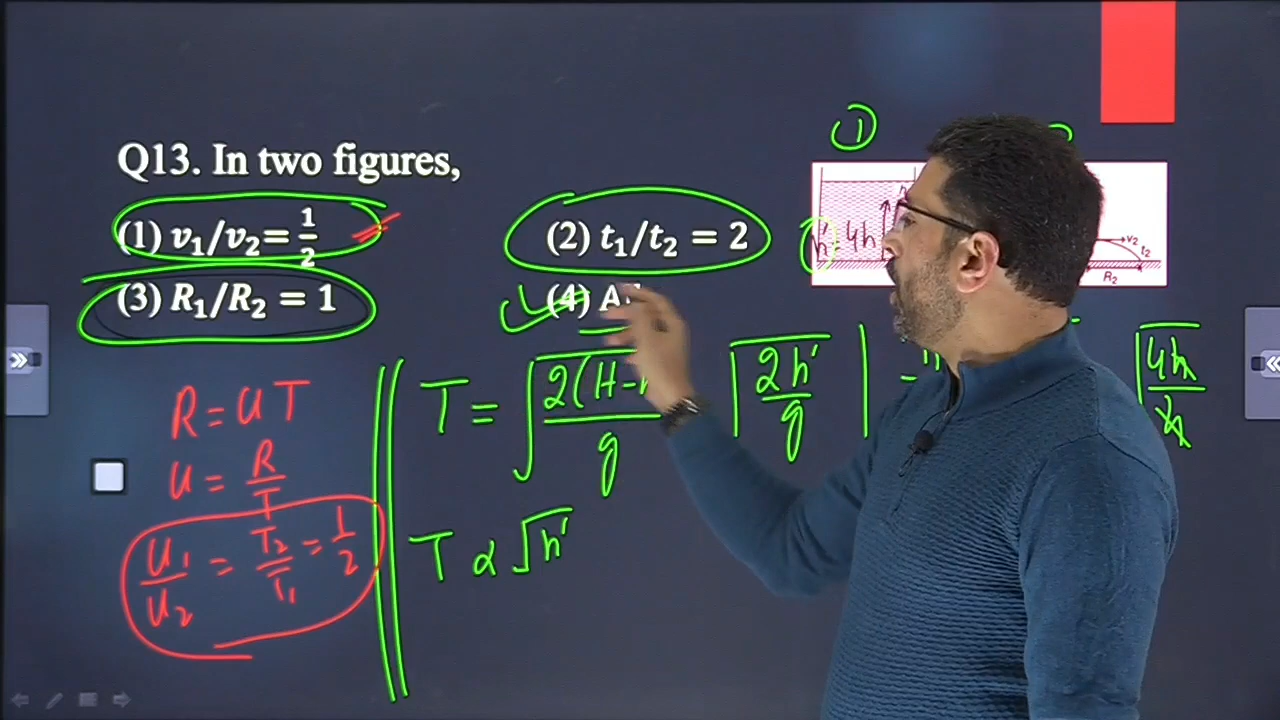 Q13. In two figures,
(1) v₁/v₂= 1/2
(2) t₁/t₂ = 2
(3) R₁/R₂ = 1
(4)
①
h' = 4h
v₂
t₂
R₂
R = u T
u = R/T
u₁/u₂ = T₂/T₁ = 1/2
T = √2(H-
g
√2h'/g
√4h/h
T α √h'